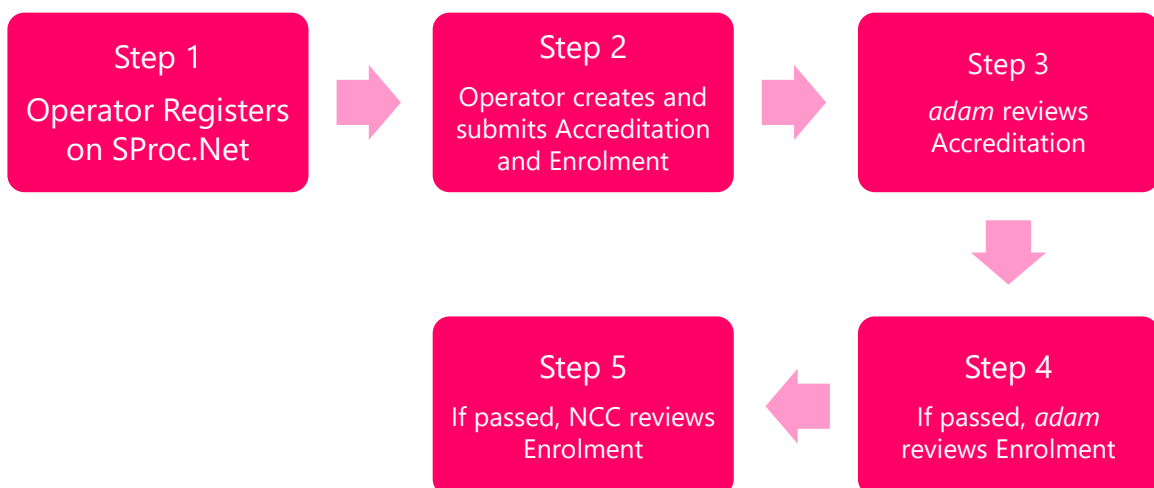 Step 1
Operator Registers
on SProc.Net
Step 2
Operator creates and
submits Accreditation
and Enrolment
Step 3
adam reviews
Accreditation
Step 4
If passed, adam
reviews Enrolment
Step 5
If passed, NCC reviews
Enrolment